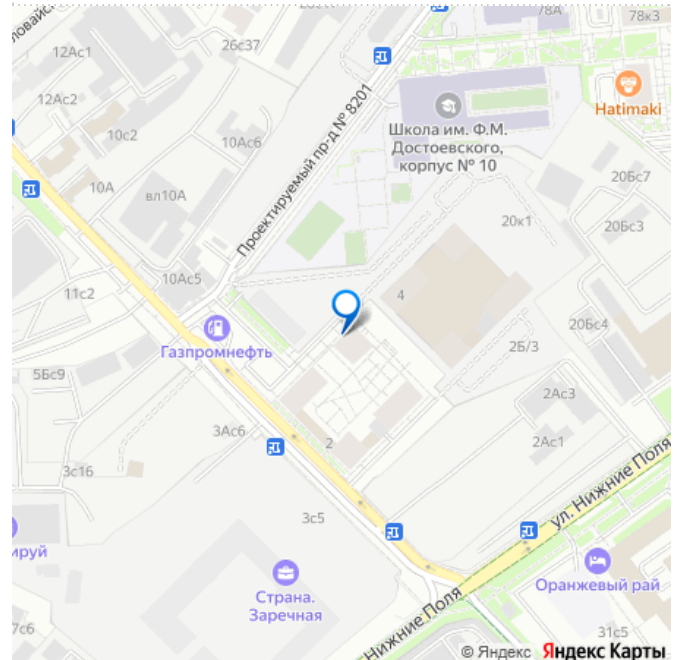 78А
78к3
12Ас1
26с37
Hatimaki
12Ас2
Проектируемый пр-д № 8201
10с2
10Ас6
Школа им. Ф.М.
Достоевского,
корпус № 10
20Бс7
10А
вл10А
20к1
20Бс3
10Ас5
11с2
4
Газпромнефть
20Бс4
2Б/3
5Бс9
2Ас3
3Ас6
2
2Ас1
3с16
ул. Нижние Поля
3с5
Страна.
Заречная
Оранжевый рай
Нижние Поля
31с5
7с6
© Яндекс Яндекс Карты